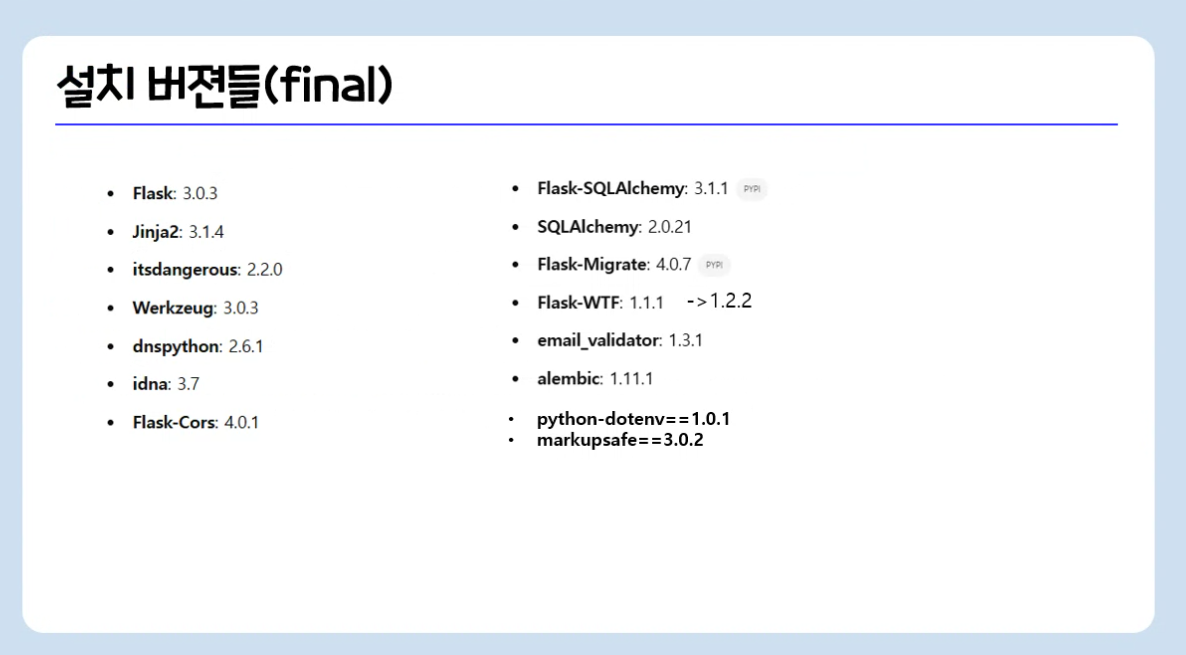 설치 버젼들(final)
• Flask: 3.0.3
• Jinja2: 3.1.4
• itsdangerous: 2.2.0
• Werkzeug: 3.0.3
• dnspython: 2.6.1
• idna: 3.7
• Flask-Cors: 4.0.1
• Flask-SQLAlchemy: 3.1.1 PYPI
• SQLAlchemy: 2.0.21
• Flask-Migrate: 4.0.7 PYPI
• Flask-WTF: 1.1.1 ->1.2.2
• email_validator: 1.3.1
• alembic: 1.11.1
• python-dotenv==1.0.1
• markupsafe==3.0.2